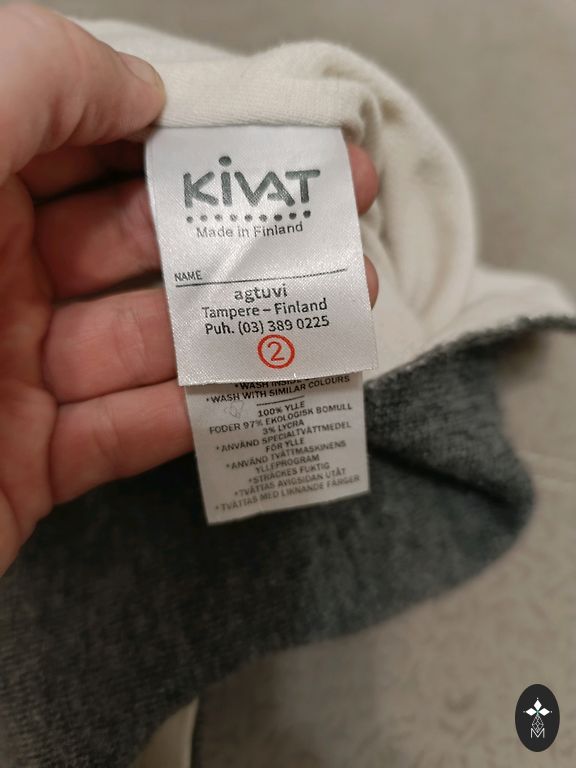 KIVAT
Made in Finland
NAME
agtuvi
Tampere – Finland
Puh. (03) 389 0225
2
• WASH INSIDE
• WASH WITH SIMILAR COLOURS
100% YLLE
FODER 97% EKOLOGISK BOMULL
3% LYCRA
• ANVÄND SPECIALTVÄTTMEDEL
FÖR YLLE
• ANVÄND TVÄTTMASKINENS
YLLEPROGRAM
• STRÄCKES FUKTIG
• TVÄTTAS AVIGSIDAN UTÅT
• TVÄTTAS MED LIKNANDE FÄRGER
M